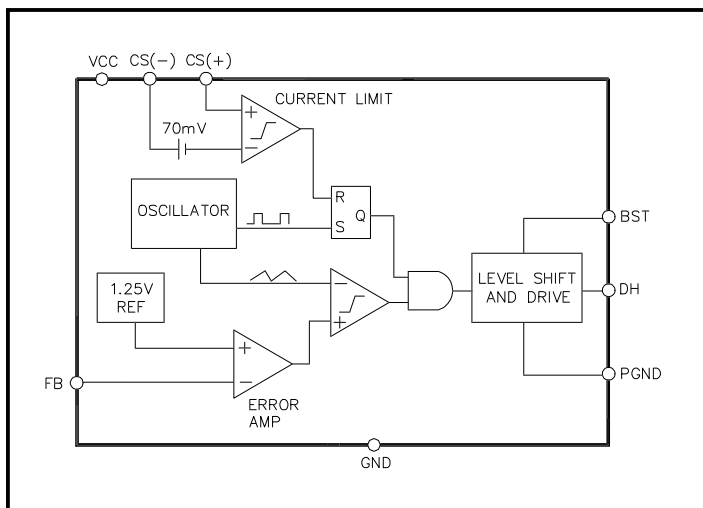 VCC CS(-) CS(+)
CURRENT LIMIT
70mV
+
-
R
OSCILLATOR
Q
S
BST
LEVEL SHIFT
AND DRIVE
DH
1.25V
REF
-
+
+
-
PGND
FB
ERROR
AMP
GND